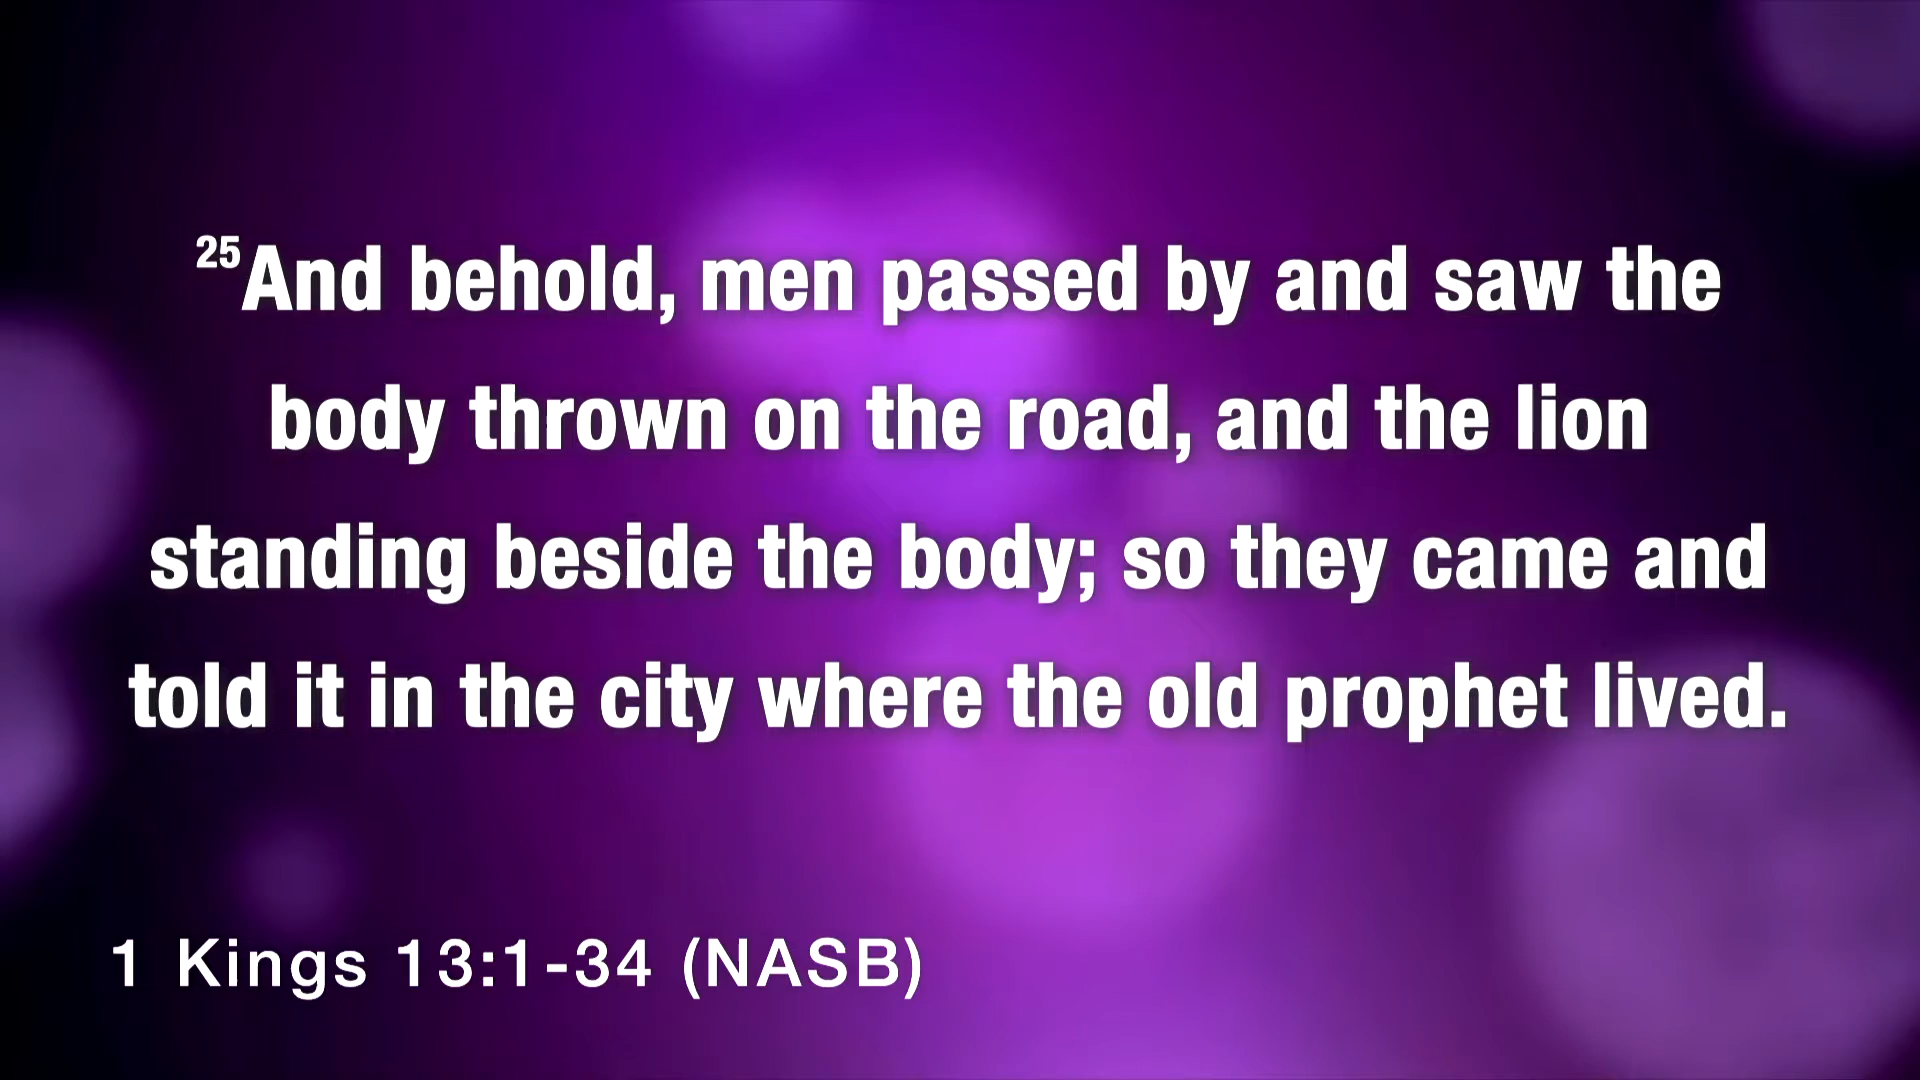 25And behold, men passed by and saw the
body thrown on the road, and the lion
standing beside the body; so they came and
told it in the city where the old prophet lived.
1 Kings 13:1-34 (NASB)